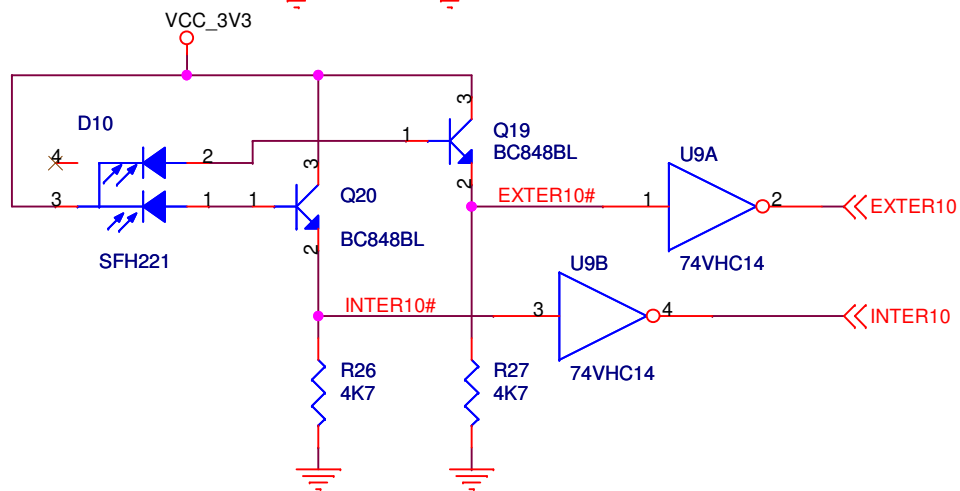 VCC_3V3
D10
4
2
3
1
SFH221
1
3
2
Q20
BC848BL
1
3
2
Q19
BC848BL
EXTER10#
1
U9A
2
74VHC14
EXTER10
INTER10#
3
U9B
4
74VHC14
INTER10
R26
4K7
R27
4K7